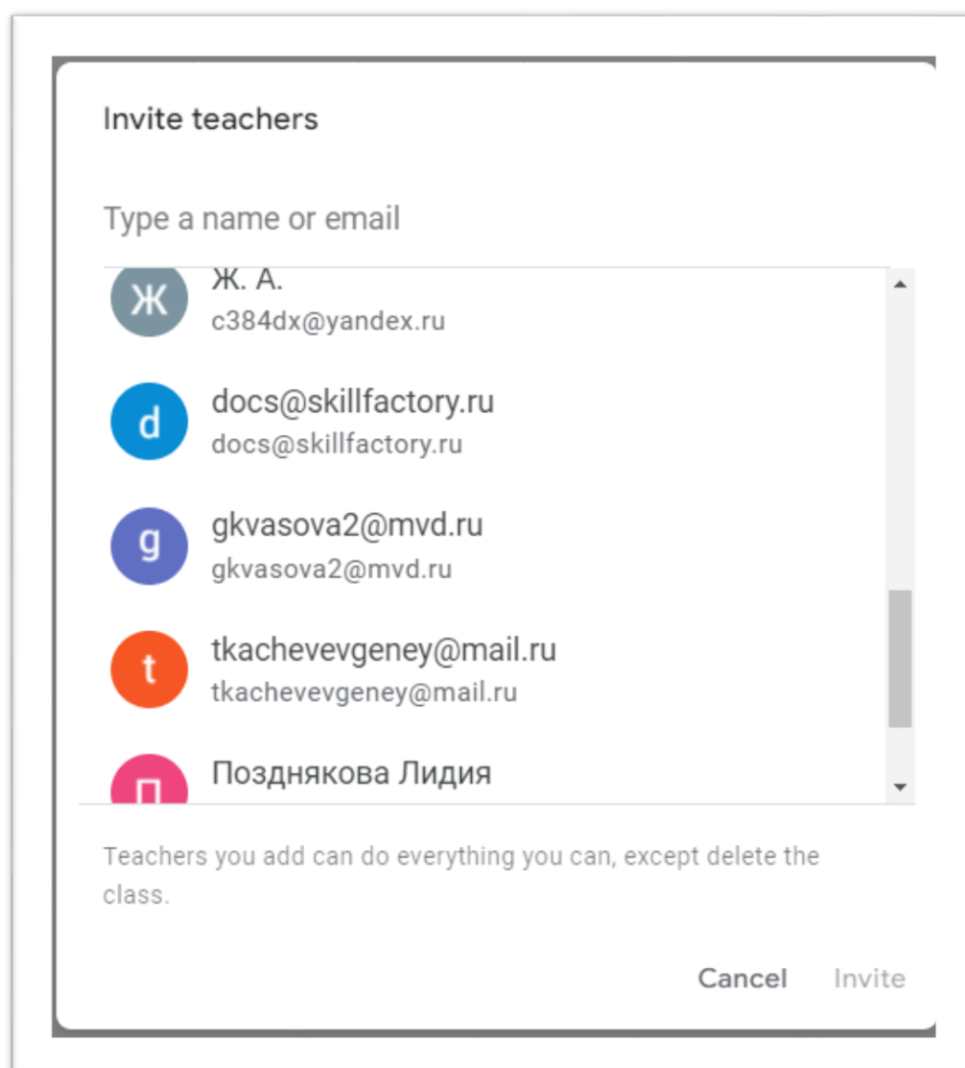 Invite teachers
Type a name or email
Ж. А.
Ж
c384dx@yandex.ru
docs@skillfactory.ru
d
docs@skillfactory.ru
gkvasova2@mvd.ru
g
gkvasova2@mvd.ru
tkachevevgeney@mail.ru
t
tkachevevgeney@mail.ru
Позднякова Лидия
П
Teachers you add can do everything you can, except delete the
class.
Cancel Invite